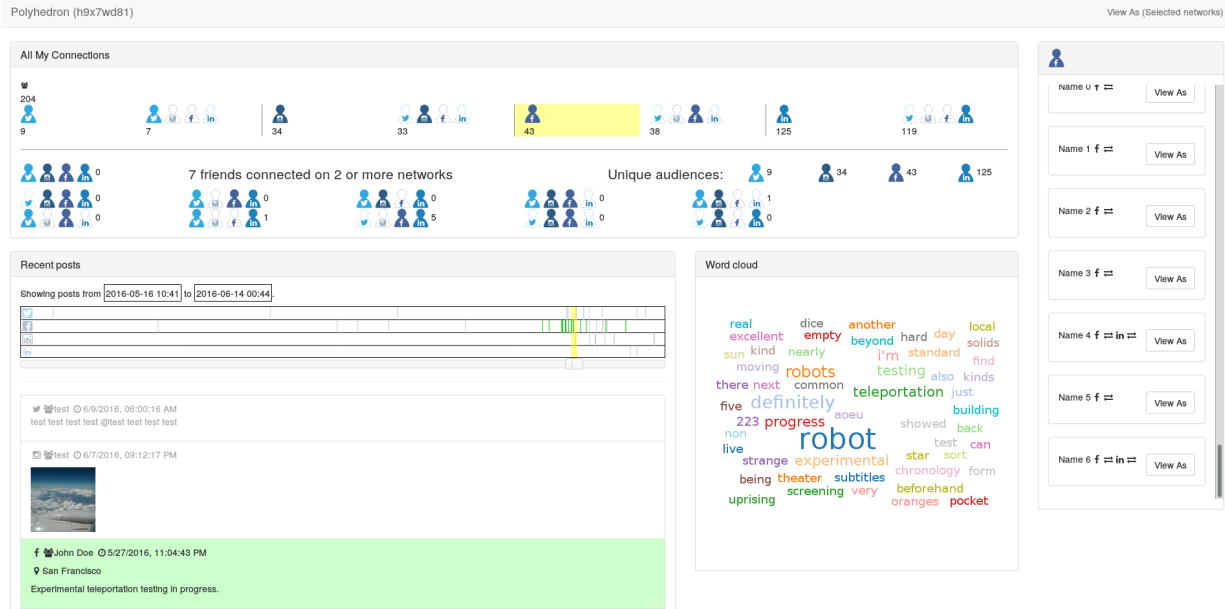 Polyhedron (h9x7wd81)
View As (Selected networks)
All My Connections
204
9 7 34 33 43 38 125 119
0 7 friends connected on 2 or more networks Unique audiences: 9 34 43 125
0 0 0 0 1
0 1 5 0 0
Recent posts
Showing posts from 2016-05-16 10:41 to 2016-06-14 00:44.
test 6/9/2016, 06:00:16 AM
test test test test @test test test test
test 6/7/2016, 09:12:17 PM
John Doe 5/27/2016, 11:04:43 PM
San Francisco
Experimental teleportation testing in progress.
Word cloud
real dice another local
excellent empty beyond hard day solids
sun kind nearly i'm standard find
moving robots testing also kinds
there next common teleportation just
five definitely aoeu building
223 progress showed back
non robot test can
live star sort
strange experimental chronology form
being theater subtitles beforehand
uprising screening very oranges pocket
Name 0 View As
Name 1 View As
Name 2 View As
Name 3 View As
Name 4 View As
Name 5 View As
Name 6 View As